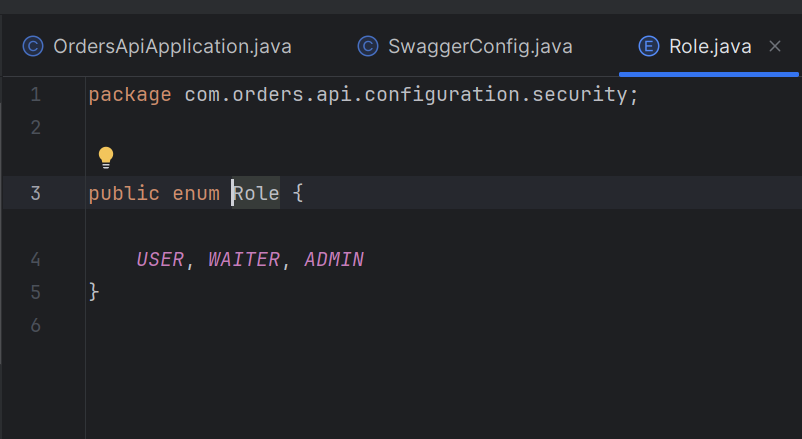 OrdersApiApplication.java SwaggerConfig.java Role.java
1 package com.orders.api.configuration.security;
2
3 public enum Role {
4 USER, WAITER, ADMIN
5 }
6